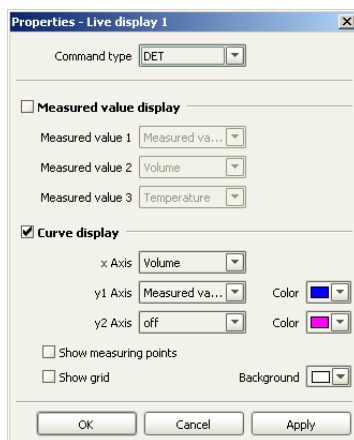 Properties - Live display 1
Command type DET
Measured value display
Measured value 1 Measured va...
Measured value 2 Volume
Measured value 3 Temperature
Curve display
x Axis Volume
y1 Axis Measured va... Color
y2 Axis off Color
Show measuring points
Show grid Background
OK Cancel Apply